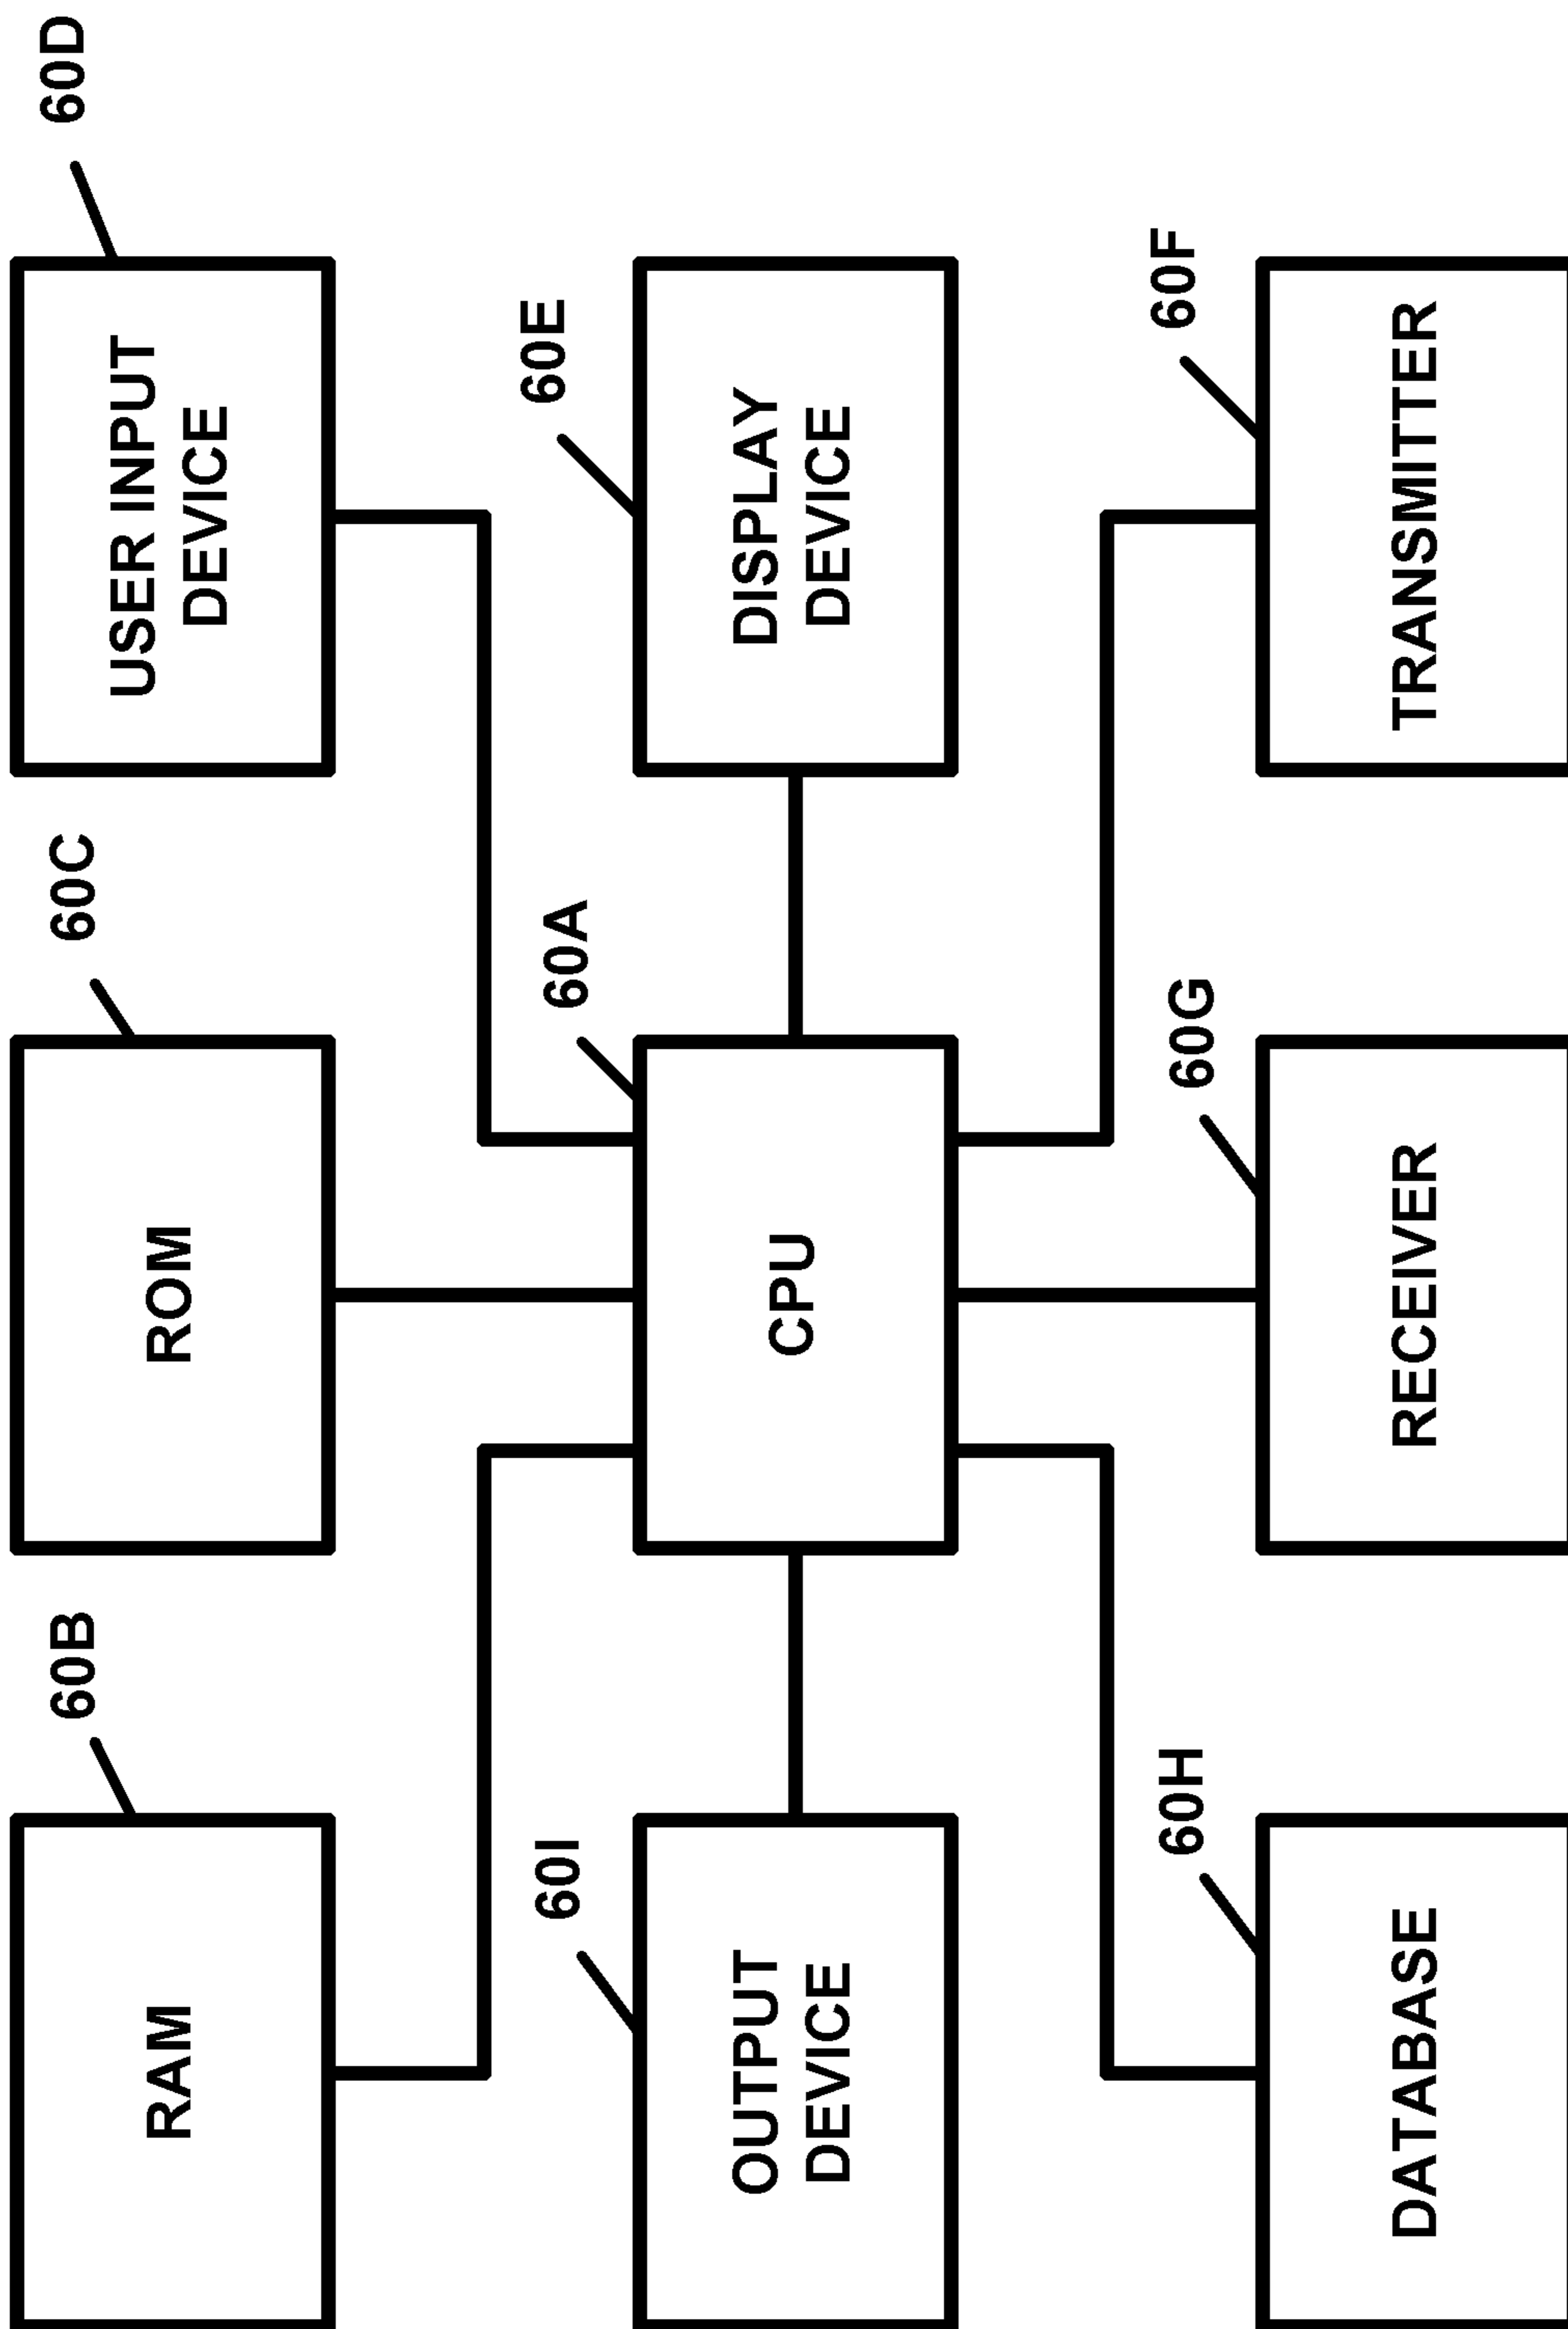 60B
60C
60D
RAM
ROM
USER INPUT
DEVICE
60I
60A
60E
OUTPUT
DEVICE
CPU
DISPLAY
DEVICE
60H
60G
60F
DATABASE
RECEIVER
TRANSMITTER